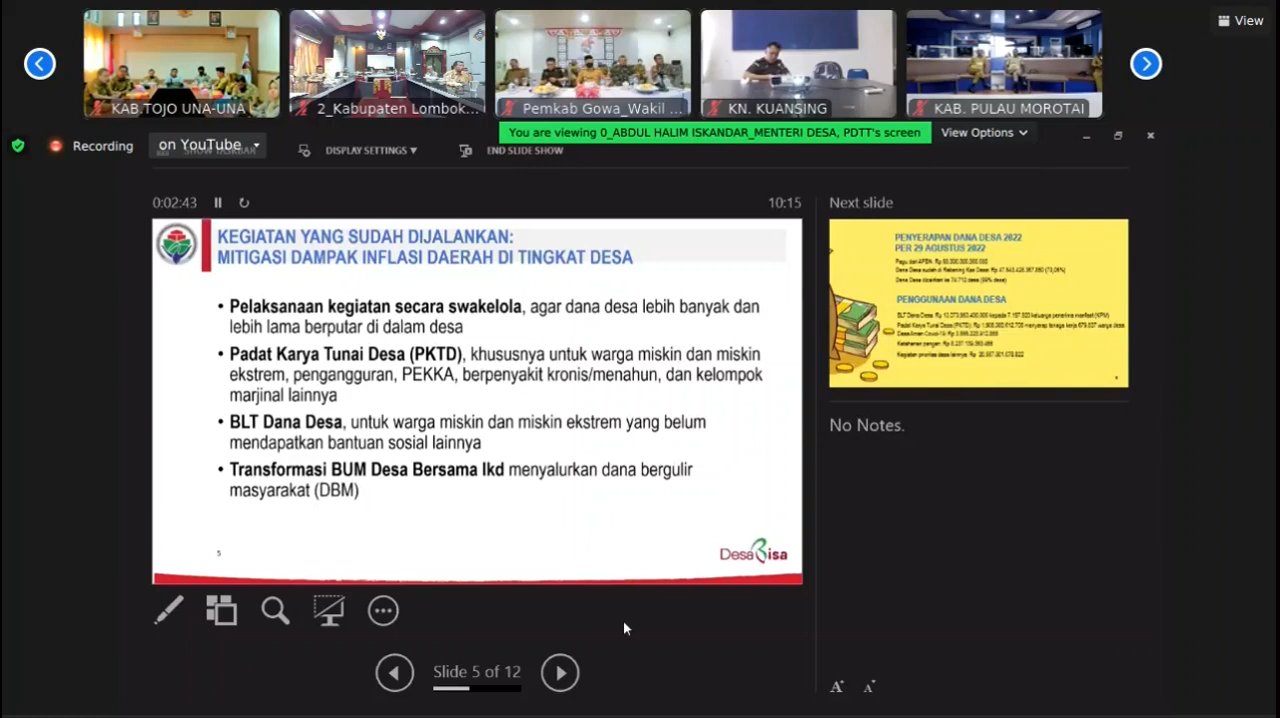 View
KAB.TOJO UNA-UNA
2_Kabupaten Lombok...
Pemkab Gowa_Wakil ...
KN. KUANSING
KAB. PULAU MOROTAI
You are viewing 0_ABDUL HALIM ISKANDAR_MENTERI DESA, PDTT's screen
View Options
Recording
on YouTube
SHOW TASKBAR
DISPLAY SETTINGS
END SLIDE SHOW
0:02:43
10:15
KEGIATAN YANG SUDAH DIJALANKAN:
MITIGASI DAMPAK INFLASI DAERAH DI TINGKAT DESA
• Pelaksanaan kegiatan secara swakelola, agar dana desa lebih banyak dan
lebih lama berputar di dalam desa
• Padat Karya Tunai Desa (PKTD), khususnya untuk warga miskin dan miskin
ekstrem, pengangguran, PEKKA, berpenyakit kronis/menahun, dan kelompok
marjinal lainnya
• BLT Dana Desa, untuk warga miskin dan miskin ekstrem yang belum
mendapatkan bantuan sosial lainnya
• Transformasi BUM Desa Bersama lkd menyalurkan dana bergulir
masyarakat (DBM)
5
Desa Bisa
Next slide
PENYERAPAN DANA DESA 2022
PER 29 AGUSTUS 2022
PENGGUNAAN DANA DESA
No Notes.
Slide 5 of 12
A A